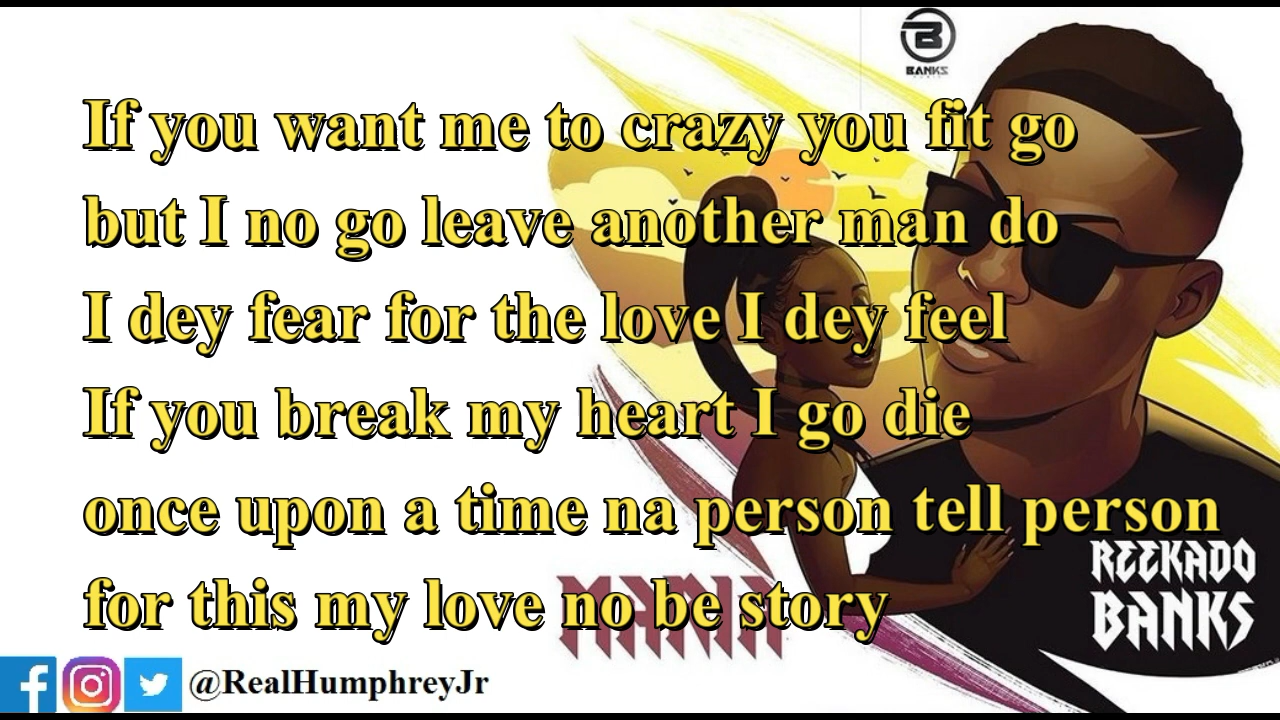 B
BANKS
If you want me to crazy you fit go
but I no go leave another man do
I dey fear for the love I dey feel
If you break my heart I go die
once upon a time na person tell person
for this my love no be story
MANIA
REEKADO
BANKS
@RealHumphreyJr